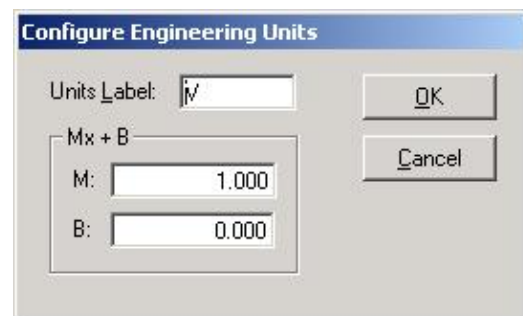 Configure Engineering Units
Units Label:
OK
Mx + B
Cancel
M: 1.000
B: 0.000